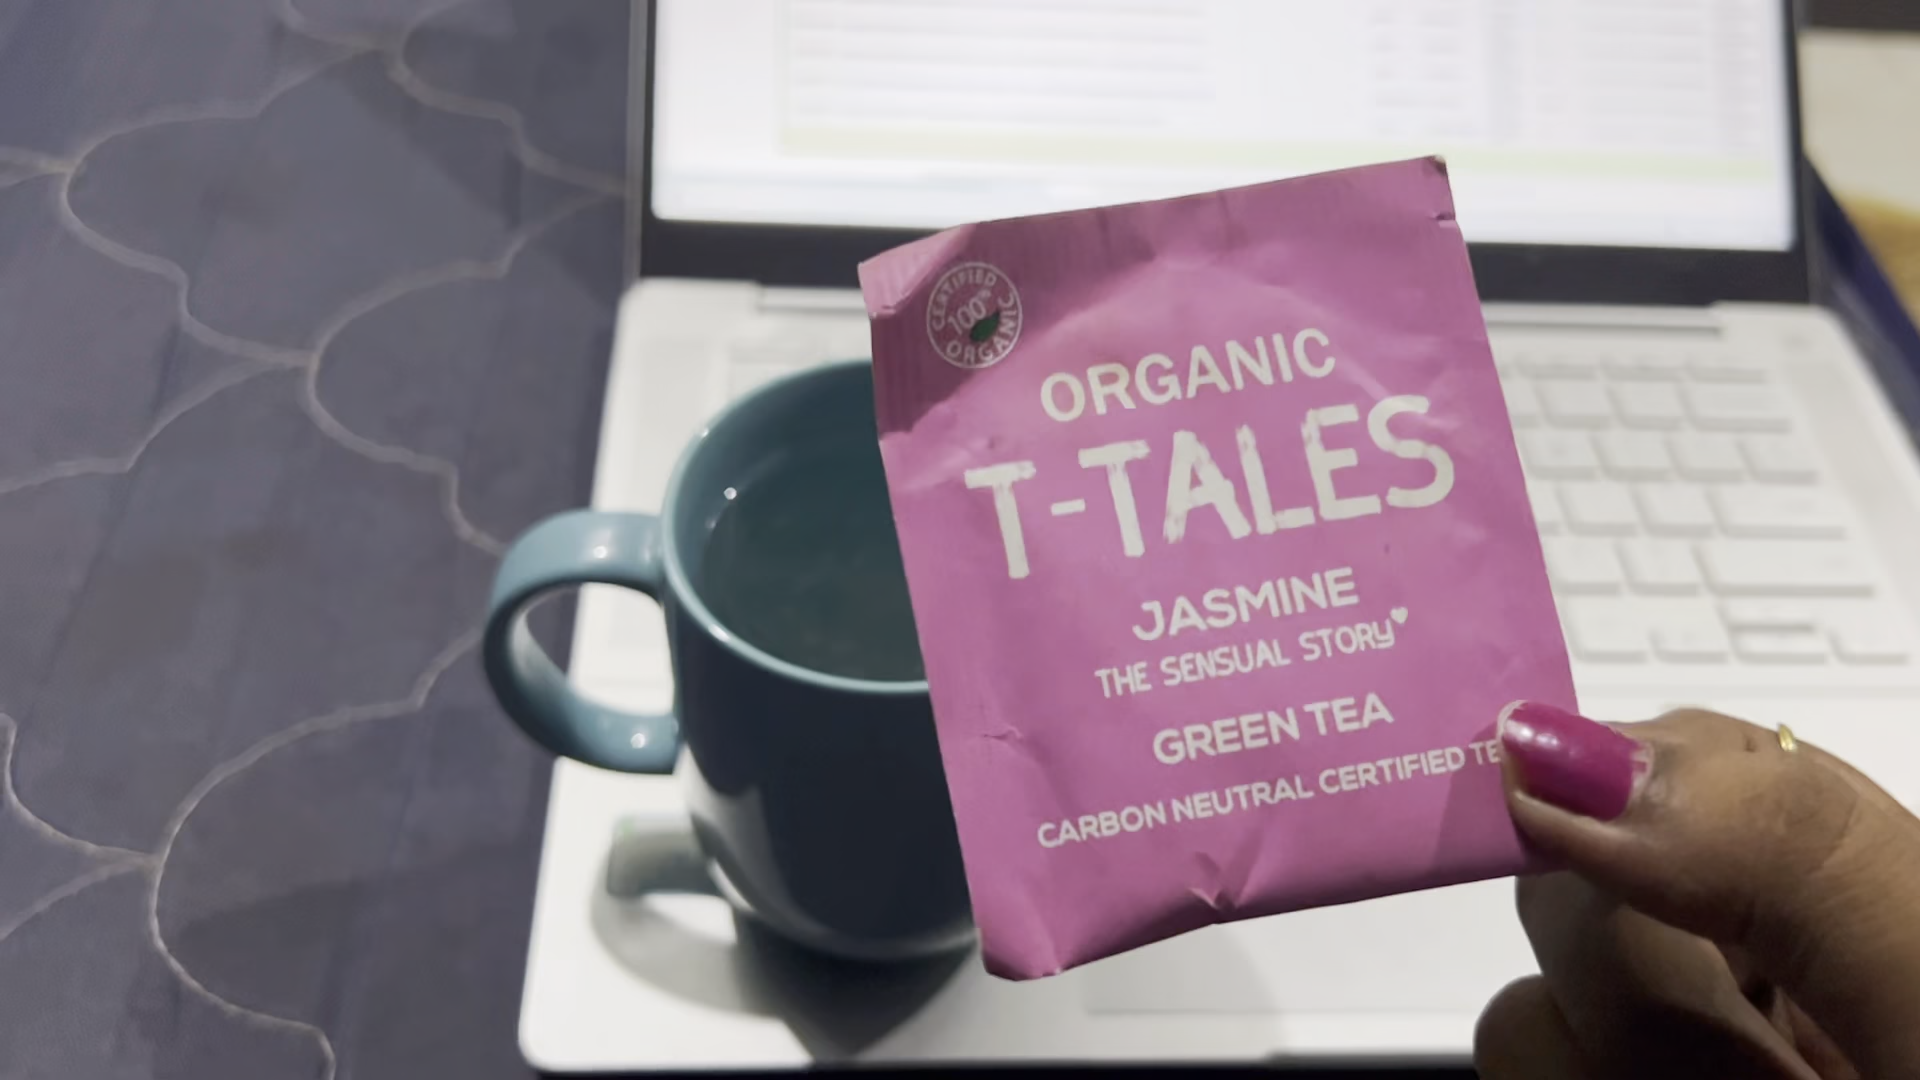 CERTIFIED
100%
ORGANIC
ORGANIC
T-TALES
JASMINE
THE SENSUAL STORY
GREEN TEA
CARBON NEUTRAL CERTIFIED